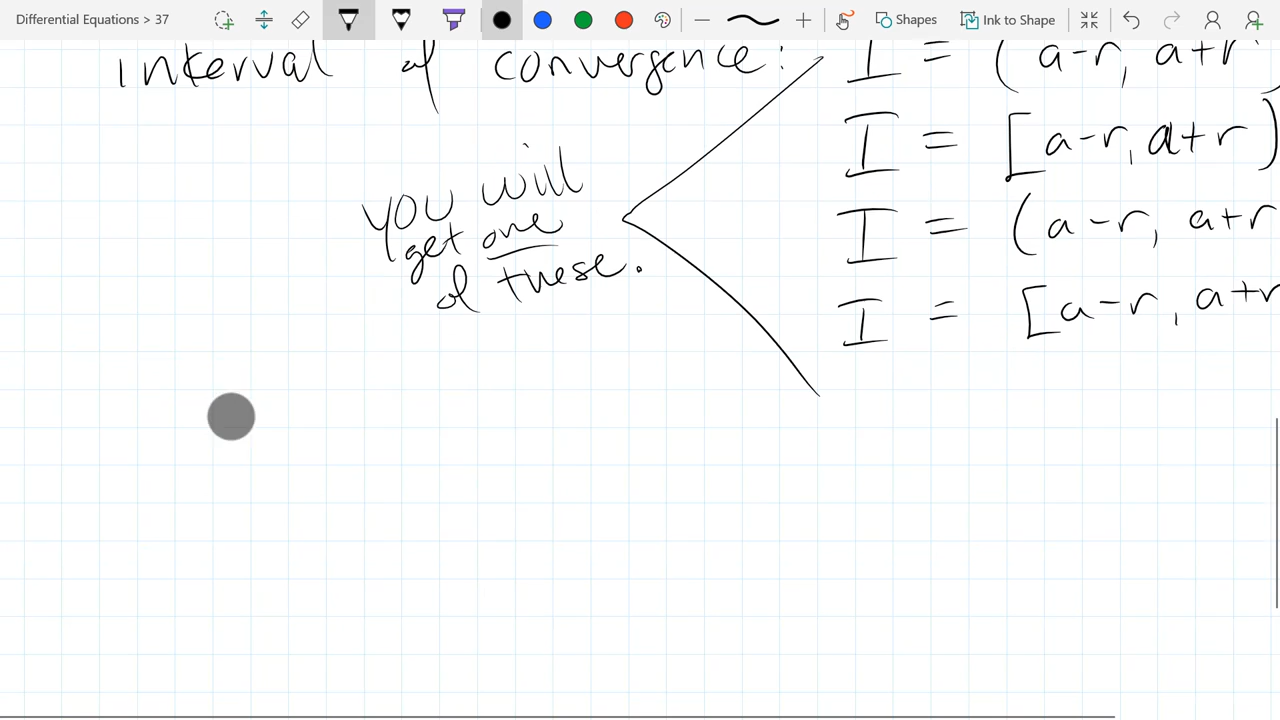 Differential Equations > 37
Shapes
Ink to Shape
interval of convergence: I = (a-r, a+r)
I = [a-r, a+r)
you will
get one
of these.
I = (a-r, a+r
I = [a-r, a+r